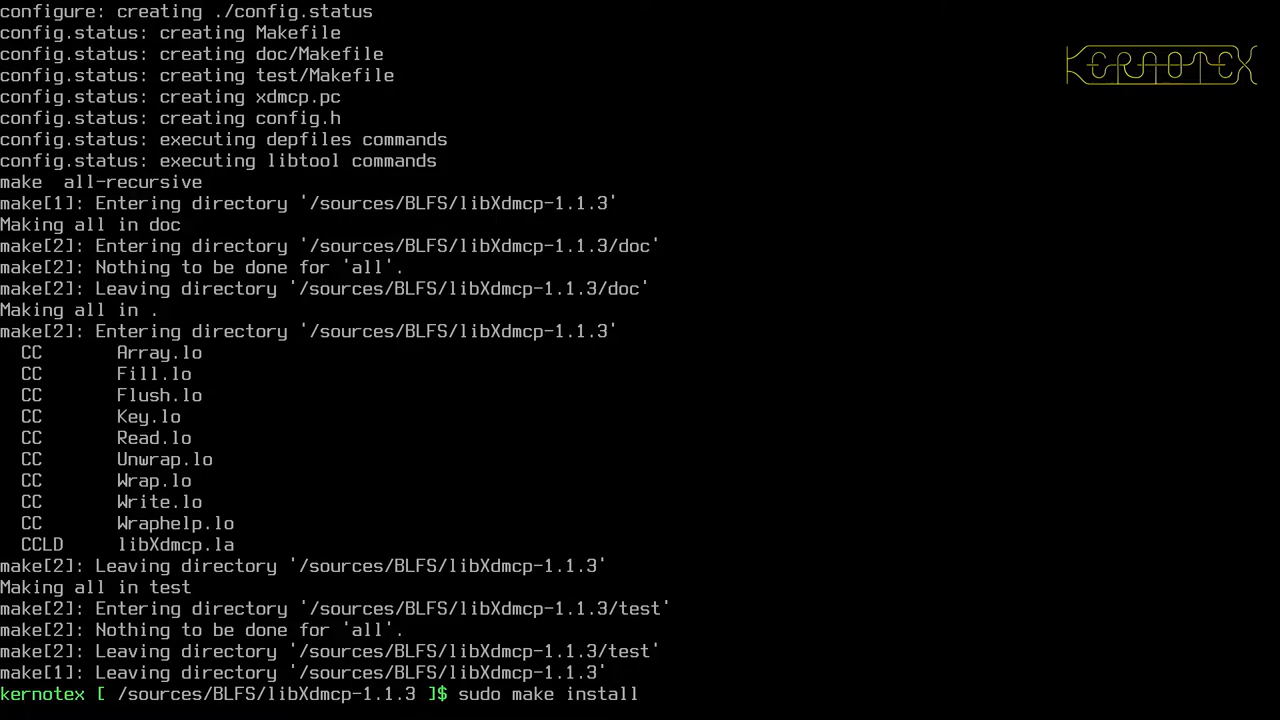 configure: creating ./config.status
config.status: creating Makefile
config.status: creating doc/Makefile
config.status: creating test/Makefile
config.status: creating xdmcp.pc
config.status: creating config.h
config.status: executing depfiles commands
config.status: executing libtool commands
make  all-recursive
make[1]: Entering directory '/sources/BLFS/libXdmcp-1.1.3'
Making all in doc
make[2]: Entering directory '/sources/BLFS/libXdmcp-1.1.3/doc'
make[2]: Nothing to be done for 'all'.
make[2]: Leaving directory '/sources/BLFS/libXdmcp-1.1.3/doc'
Making all in .
make[2]: Entering directory '/sources/BLFS/libXdmcp-1.1.3'
  CC       Array.lo
  CC       Fill.lo
  CC       Flush.lo
  CC       Key.lo
  CC       Read.lo
  CC       Unwrap.lo
  CC       Wrap.lo
  CC       Write.lo
  CC       Wraphelp.lo
  CCLD     libXdmcp.la
make[2]: Leaving directory '/sources/BLFS/libXdmcp-1.1.3'
Making all in test
make[2]: Entering directory '/sources/BLFS/libXdmcp-1.1.3/test'
make[2]: Nothing to be done for 'all'.
make[2]: Leaving directory '/sources/BLFS/libXdmcp-1.1.3/test'
make[1]: Leaving directory '/sources/BLFS/libXdmcp-1.1.3'
kernotex [ /sources/BLFS/libXdmcp-1.1.3 ]$ sudo make install
KERNOTEX